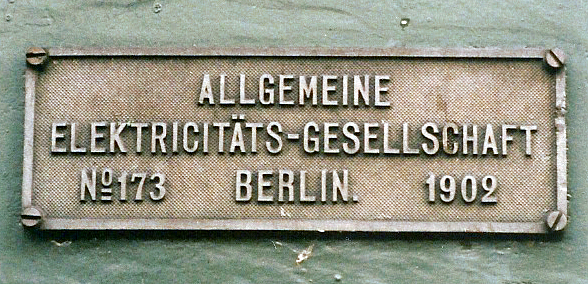 ALLGEMEINE
ELEKTRICITÄTS-GESELLSCHAFT
Nº173 BERLIN. 1902